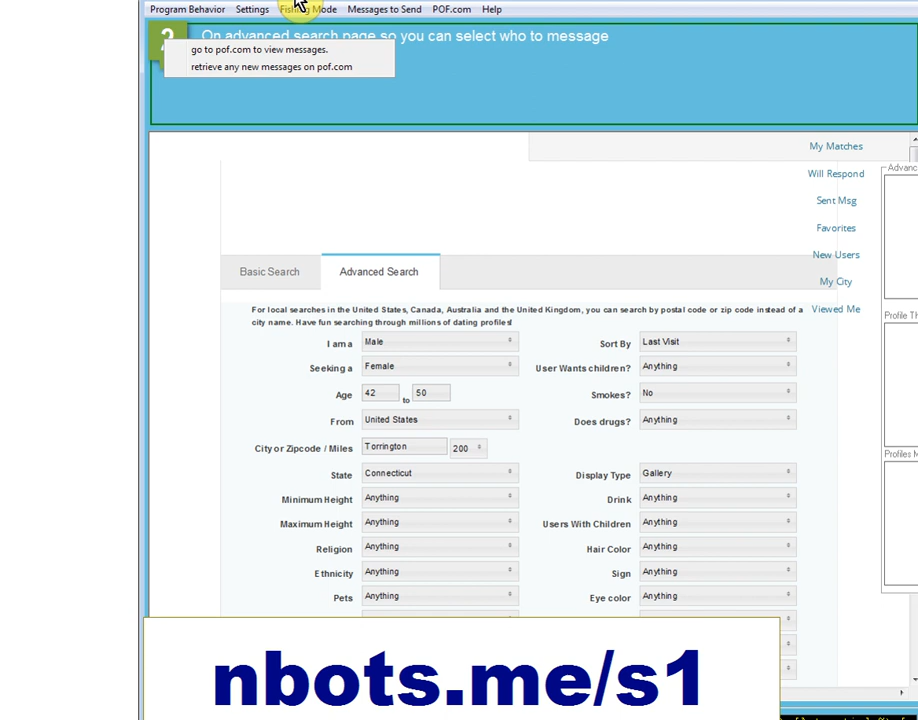 Program Behavior Settings Fishing Mode Messages to Send POF.com Help
2 On advanced search page so you can select who to message
go to pof.com to view messages.
retrieve any new messages on pof.com
My Matches
Will Respond
Sent Msg
Favorites
New Users
My City
Viewed Me
Advanc
Profile Th
Profiles M
Basic Search Advanced Search
For local searches in the United States, Canada, Australia and the United Kingdom, you can search by postal code or zip code instead of a
city name. Have fun searching through millions of dating profiles!
I am a Male Sort By Last Visit
Seeking a Female User Wants children? Anything
Age 42 to 50 Smokes? No
From United States Does drugs? Anything
City or Zipcode / Miles Torrington 200
State Connecticut Display Type Gallery
Minimum Height Anything Drink Anything
Maximum Height Anything Users With Children Anything
Religion Anything Hair Color Anything
Ethnicity Anything Sign Anything
Pets Anything Eye color Anything
nbots.me/s1